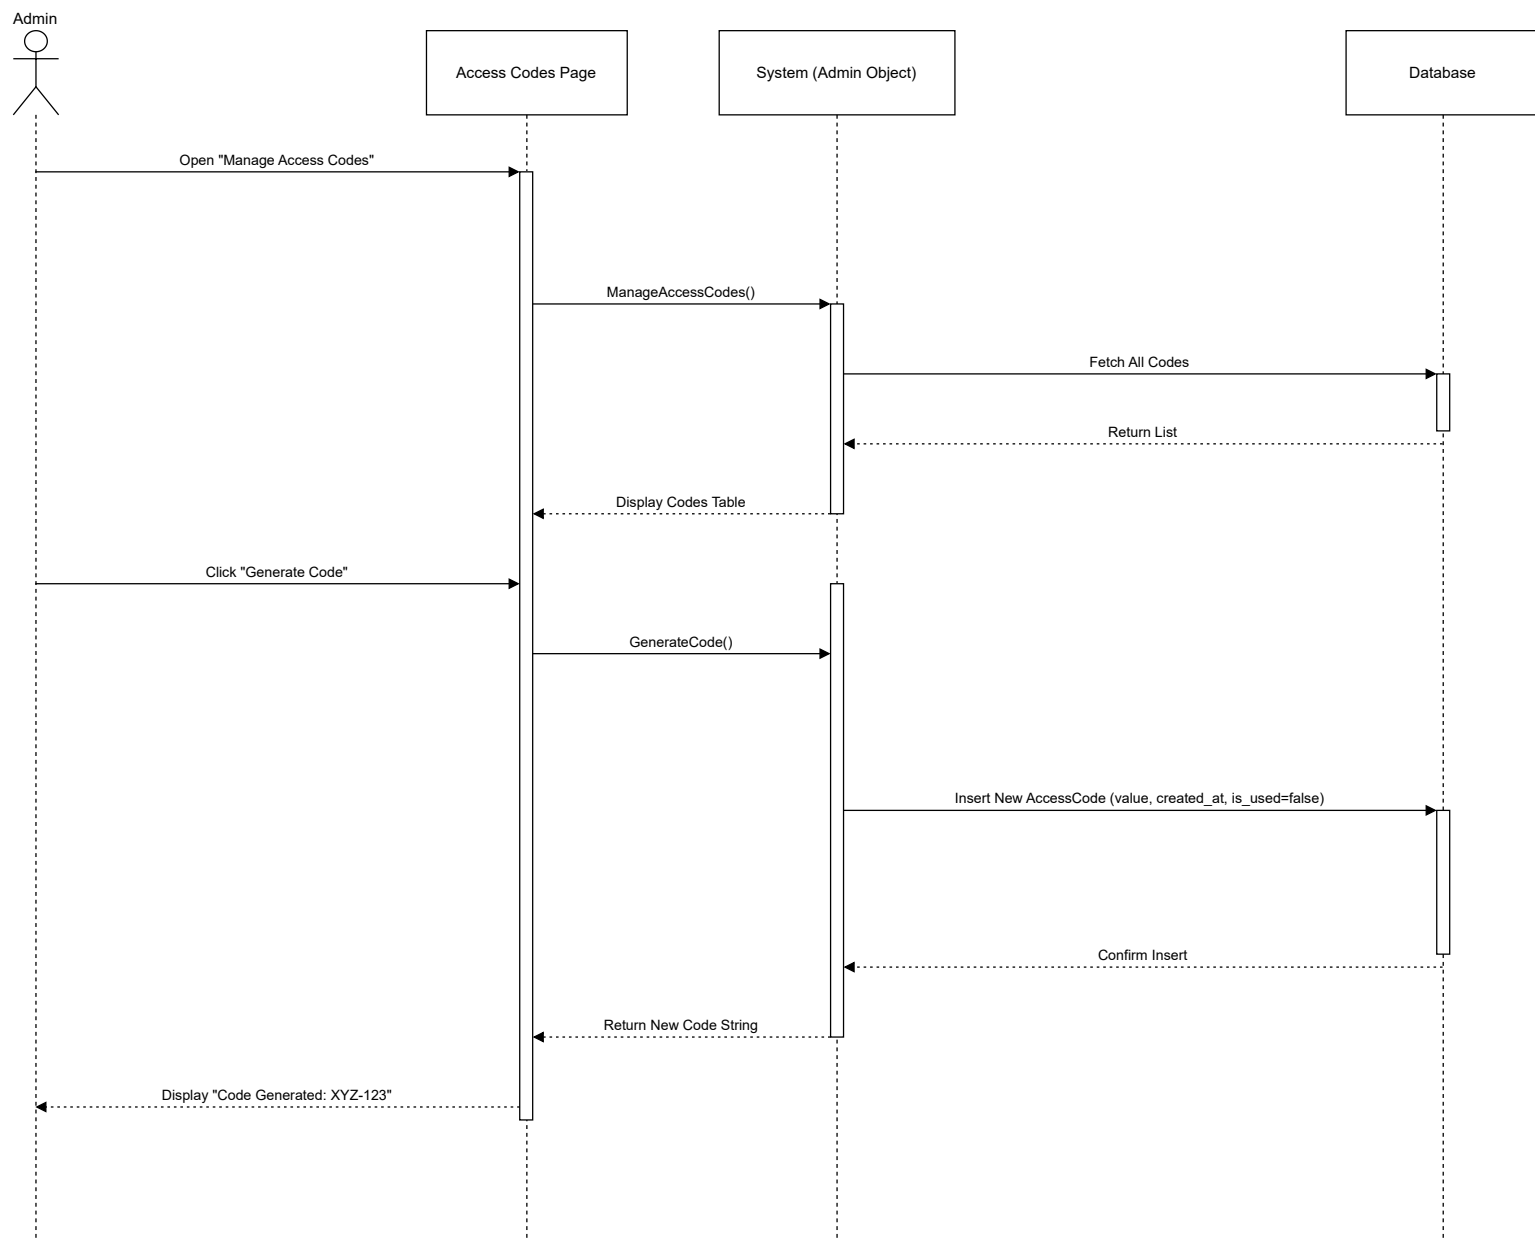 Admin
Access Codes Page
System (Admin Object)
Database
Open "Manage Access Codes"
ManageAccessCodes()
Fetch All Codes
Return List
Display Codes Table
Click "Generate Code"
GenerateCode()
Insert New AccessCode (value, created_at, is_used=false)
Confirm Insert
Return New Code String
Display "Code Generated: XYZ-123"